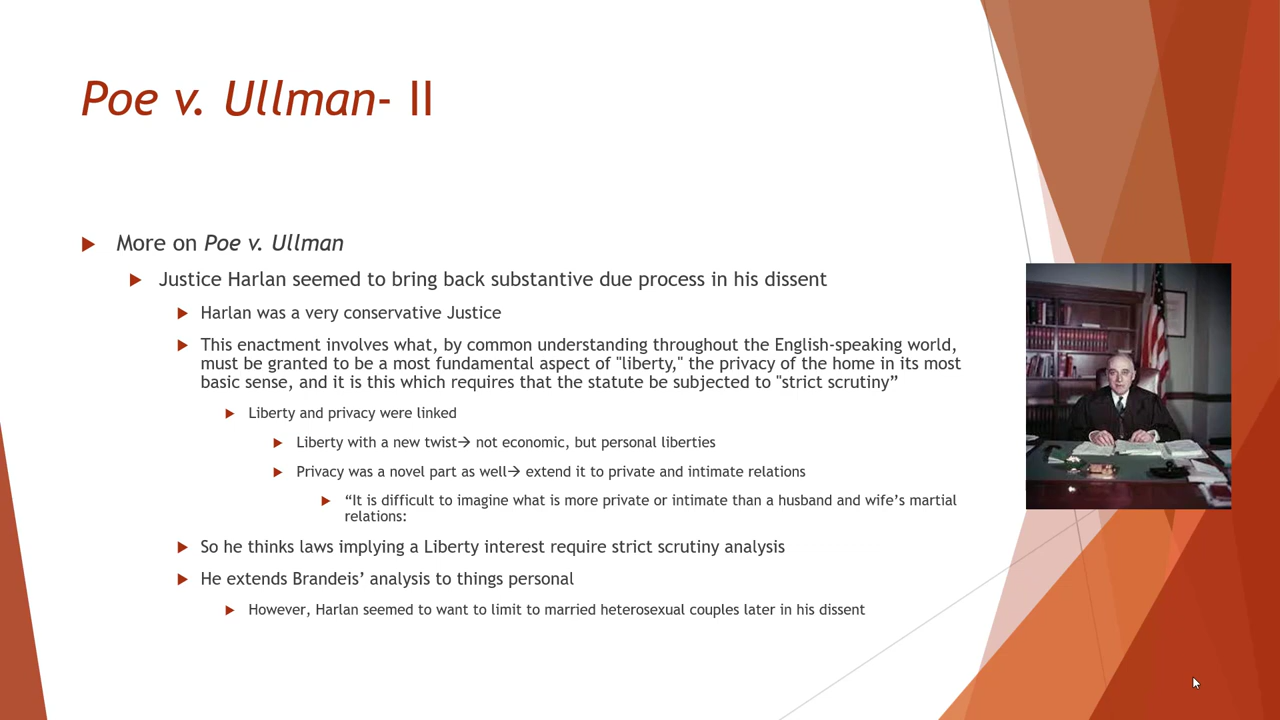 Poe v. Ullman- II
More on Poe v. Ullman
Justice Harlan seemed to bring back substantive due process in his dissent
Harlan was a very conservative Justice
This enactment involves what, by common understanding throughout the English-speaking world,
must be granted to be a most fundamental aspect of "liberty," the privacy of the home in its most
basic sense, and it is this which requires that the statute be subjected to "strict scrutiny”
Liberty and privacy were linked
Liberty with a new twist→ not economic, but personal liberties
Privacy was a novel part as well→ extend it to private and intimate relations
“It is difficult to imagine what is more private or intimate than a husband and wife’s martial
relations:
So he thinks laws implying a Liberty interest require strict scrutiny analysis
He extends Brandeis’ analysis to things personal
However, Harlan seemed to want to limit to married heterosexual couples later in his dissent